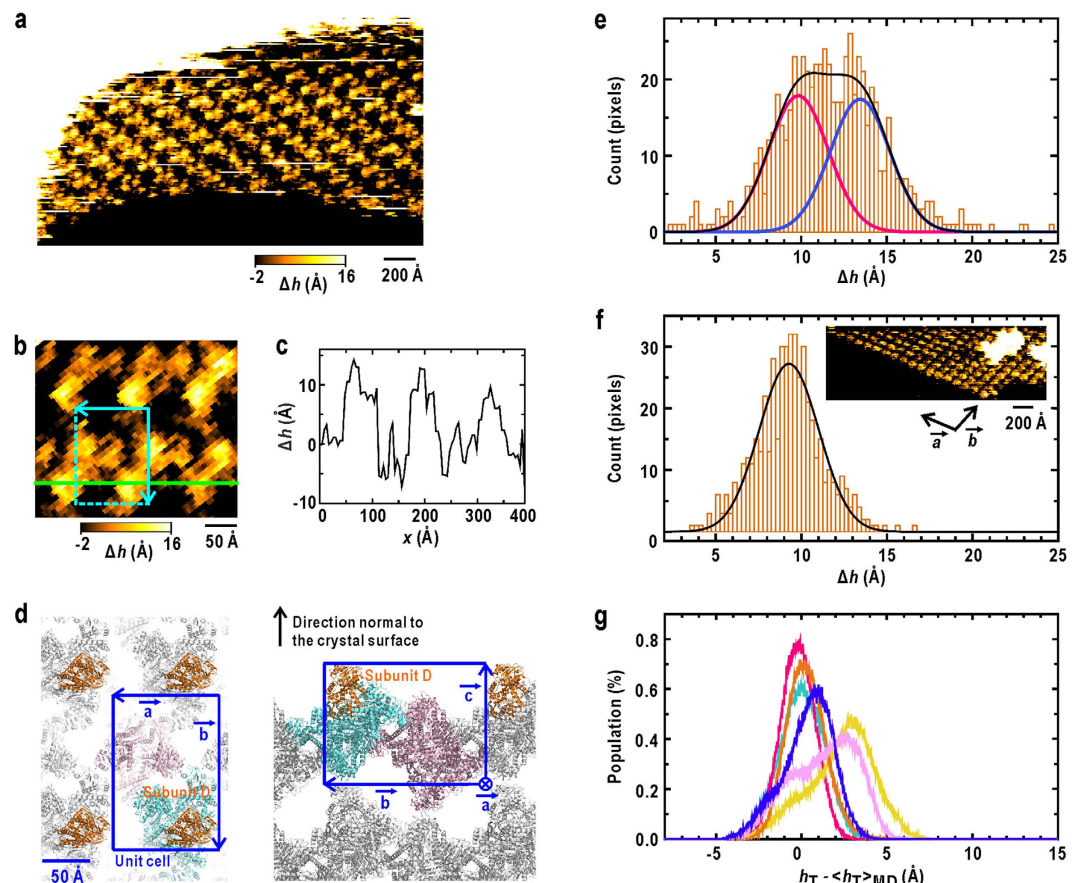 a
-2
16
Δh (Å)
200 Å
b
-2
16
Δh (Å)
50 Å
c
Δh (Å)
10
0
-10
0
100
200
300
400
x (Å)
d
Subunit D
a
b
Unit cell
50 Å
Direction normal to
the crystal surface
Subunit D
c
b
a
e
Count (pixels)
20
10
0
5
10
15
20
25
Δh (Å)
f
Count (pixels)
30
20
10
0
a
b
200 Å
5
10
15
20
25
Δh (Å)
g
Population (%)
0.8
0.6
0.4
0.2
0.0
-5
0
5
10
15
hT - <hT>MD (Å)